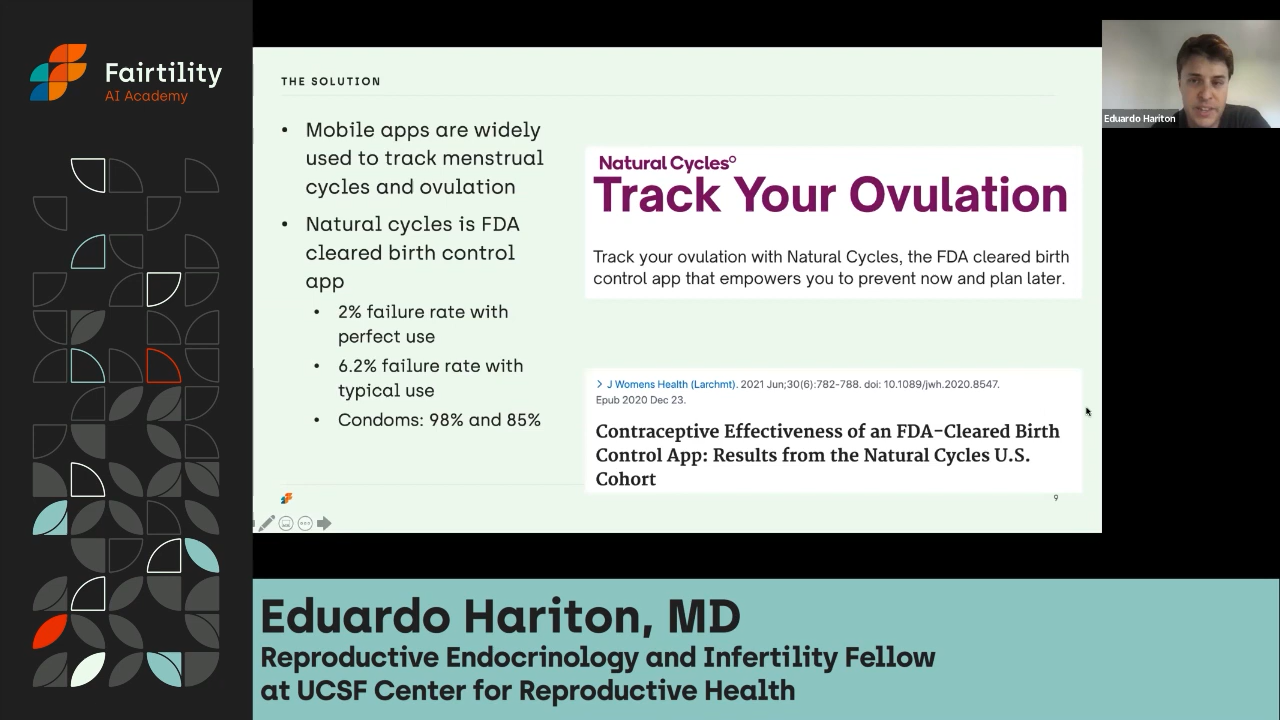 Fairtility
AI Academy
THE SOLUTION
• Mobile apps are widely
used to track menstrual
cycles and ovulation
• Natural cycles is FDA
cleared birth control
app
• 2% failure rate with
perfect use
• 6.2% failure rate with
typical use
• Condoms: 98% and 85%
Natural Cycles°
Track Your Ovulation
Track your ovulation with Natural Cycles, the FDA cleared birth
control app that empowers you to prevent now and plan later.
> J Womens Health (Larchmt). 2021 Jun;30(6):782-788. doi: 10.1089/jwh.2020.8547.
Epub 2020 Dec 23.
Contraceptive Effectiveness of an FDA-Cleared Birth
Control App: Results from the Natural Cycles U.S.
Cohort
9
Eduardo Hariton
Eduardo Hariton, MD
Reproductive Endocrinology and Infertility Fellow
at UCSF Center for Reproductive Health